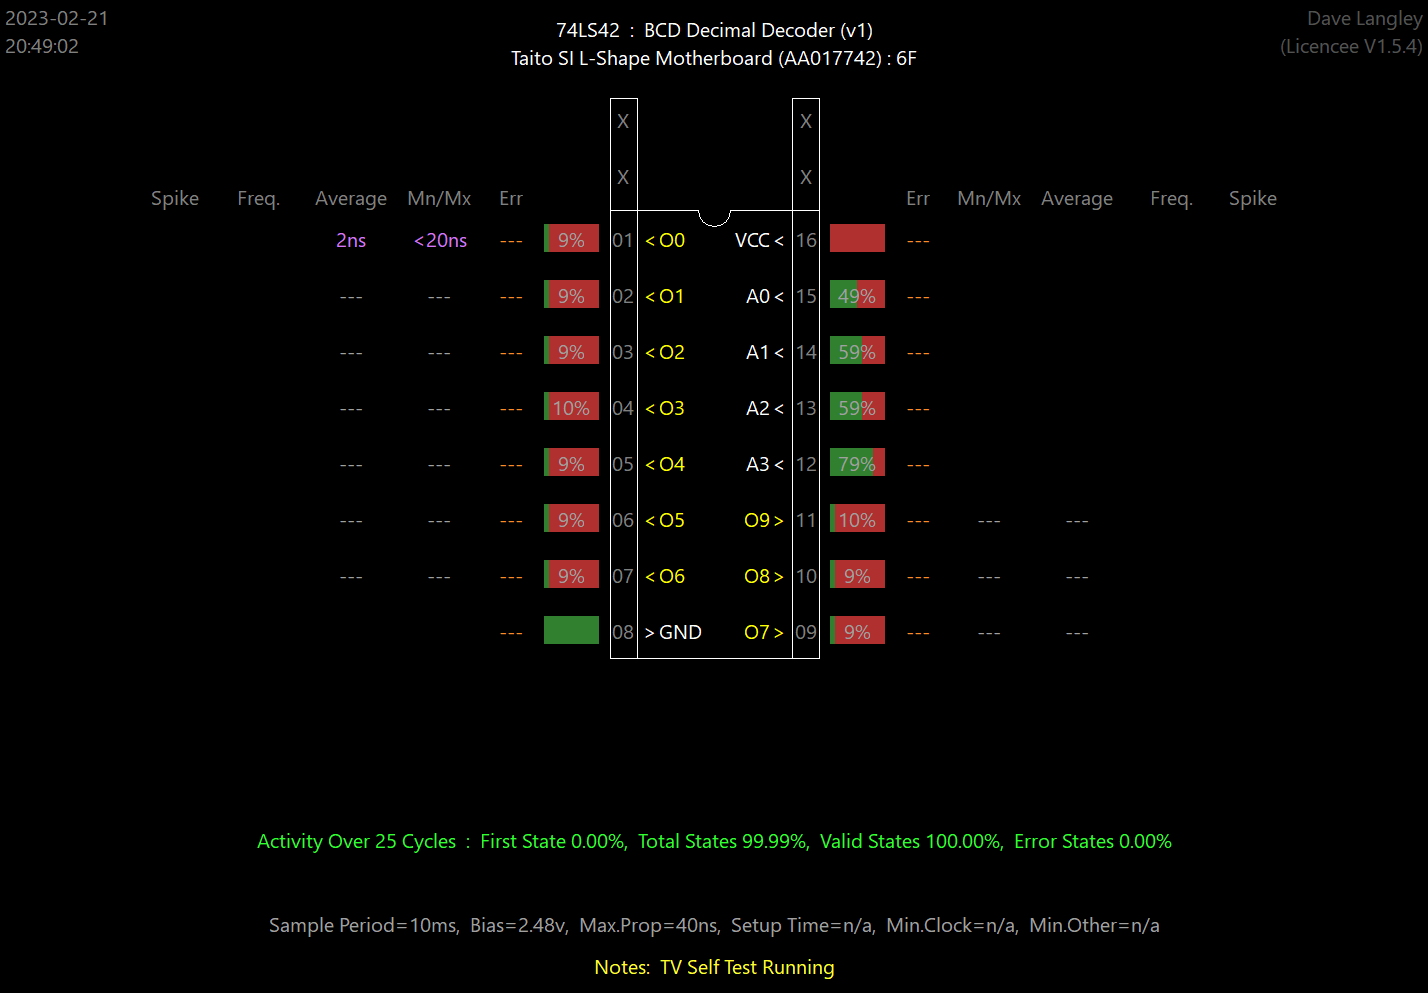 2023-02-21
20:49:02
74LS42 : BCD Decimal Decoder (v1)
Taito SI L-Shape Motherboard (AA017742) : 6F
Dave Langley
(Licencee V1.5.4)
X X
X X
Spike Freq. Average Mn/Mx Err Err Mn/Mx Average Freq. Spike
2ns <20ns --- 9% 01 <O0 VCC< 16 ---
--- --- --- 9% 02 <O1 A0< 15 49% ---
--- --- --- 9% 03 <O2 A1< 14 59% ---
--- --- --- 10% 04 <O3 A2< 13 59% ---
--- --- --- 9% 05 <O4 A3< 12 79% ---
--- --- --- 9% 06 <O5 O9> 11 10% --- --- ---
--- --- --- 9% 07 <O6 O8> 10 9% --- --- ---
--- 08 >GND O7> 09 9% --- --- ---
Activity Over 25 Cycles : First State 0.00%, Total States 99.99%, Valid States 100.00%, Error States 0.00%
Sample Period=10ms, Bias=2.48v, Max.Prop=40ns, Setup Time=n/a, Min.Clock=n/a, Min.Other=n/a
Notes: TV Self Test Running